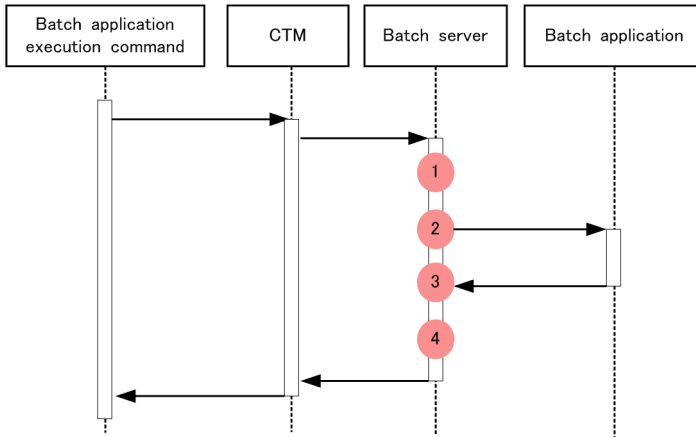 Batch application
execution command
CTM
Batch server
Batch application
1
2
3
4